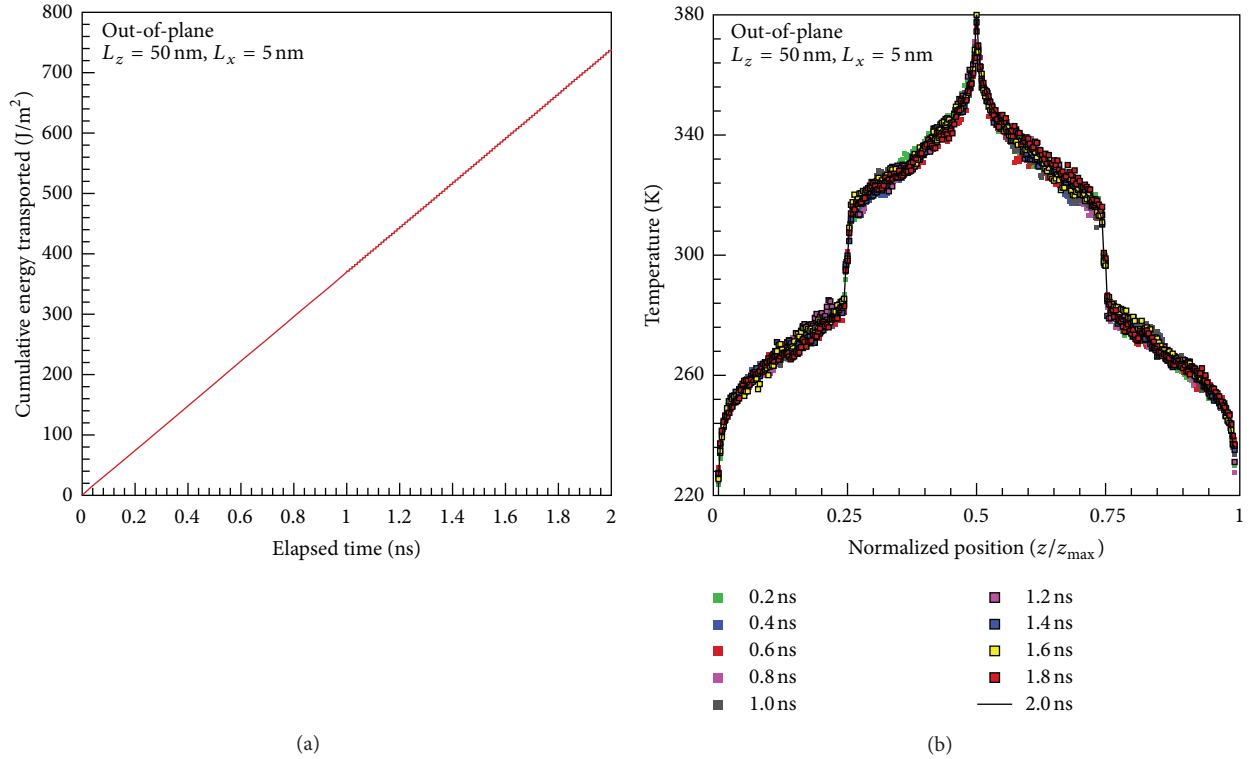 Out-of-plane
L_z = 50 nm, L_x = 5 nm
Cumulative energy transported (J/m²)
800
700
600
500
400
300
200
100
0
0 0.2 0.4 0.6 0.8 1 1.2 1.4 1.6 1.8 2
Elapsed time (ns)
(a)
Out-of-plane
L_z = 50 nm, L_x = 5 nm
Temperature (K)
380
340
300
260
220
0 0.25 0.5 0.75 1
Normalized position (z/z_max)
0.2 ns
0.4 ns
0.6 ns
0.8 ns
1.0 ns
1.2 ns
1.4 ns
1.6 ns
1.8 ns
2.0 ns
(b)